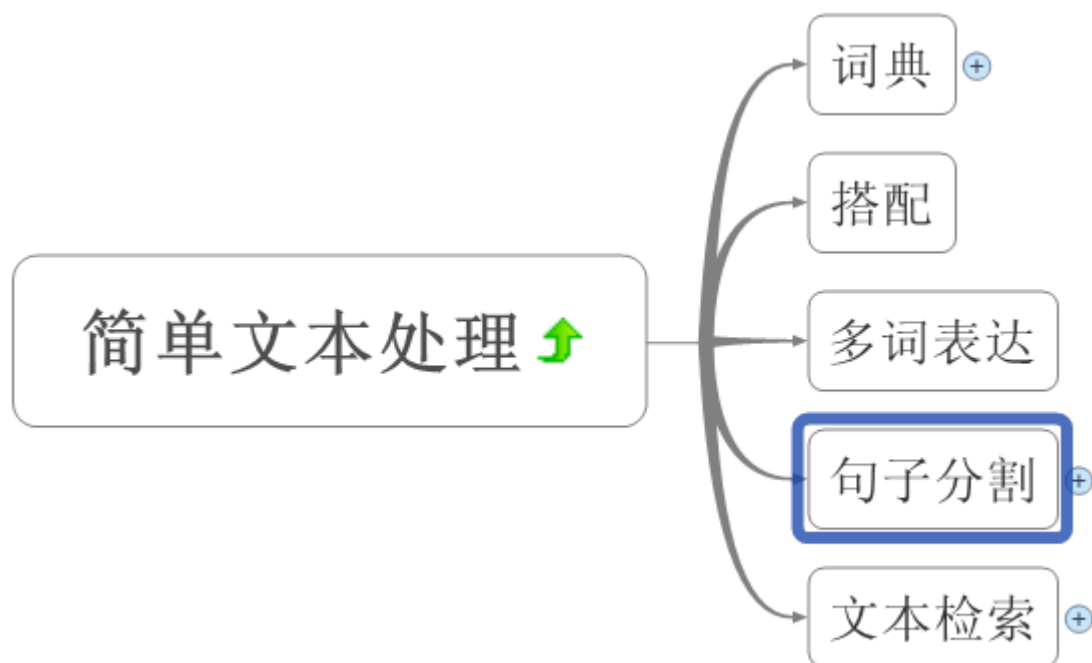 简单文本处理
词典
搭配
多词表达
句子分割
文本检索